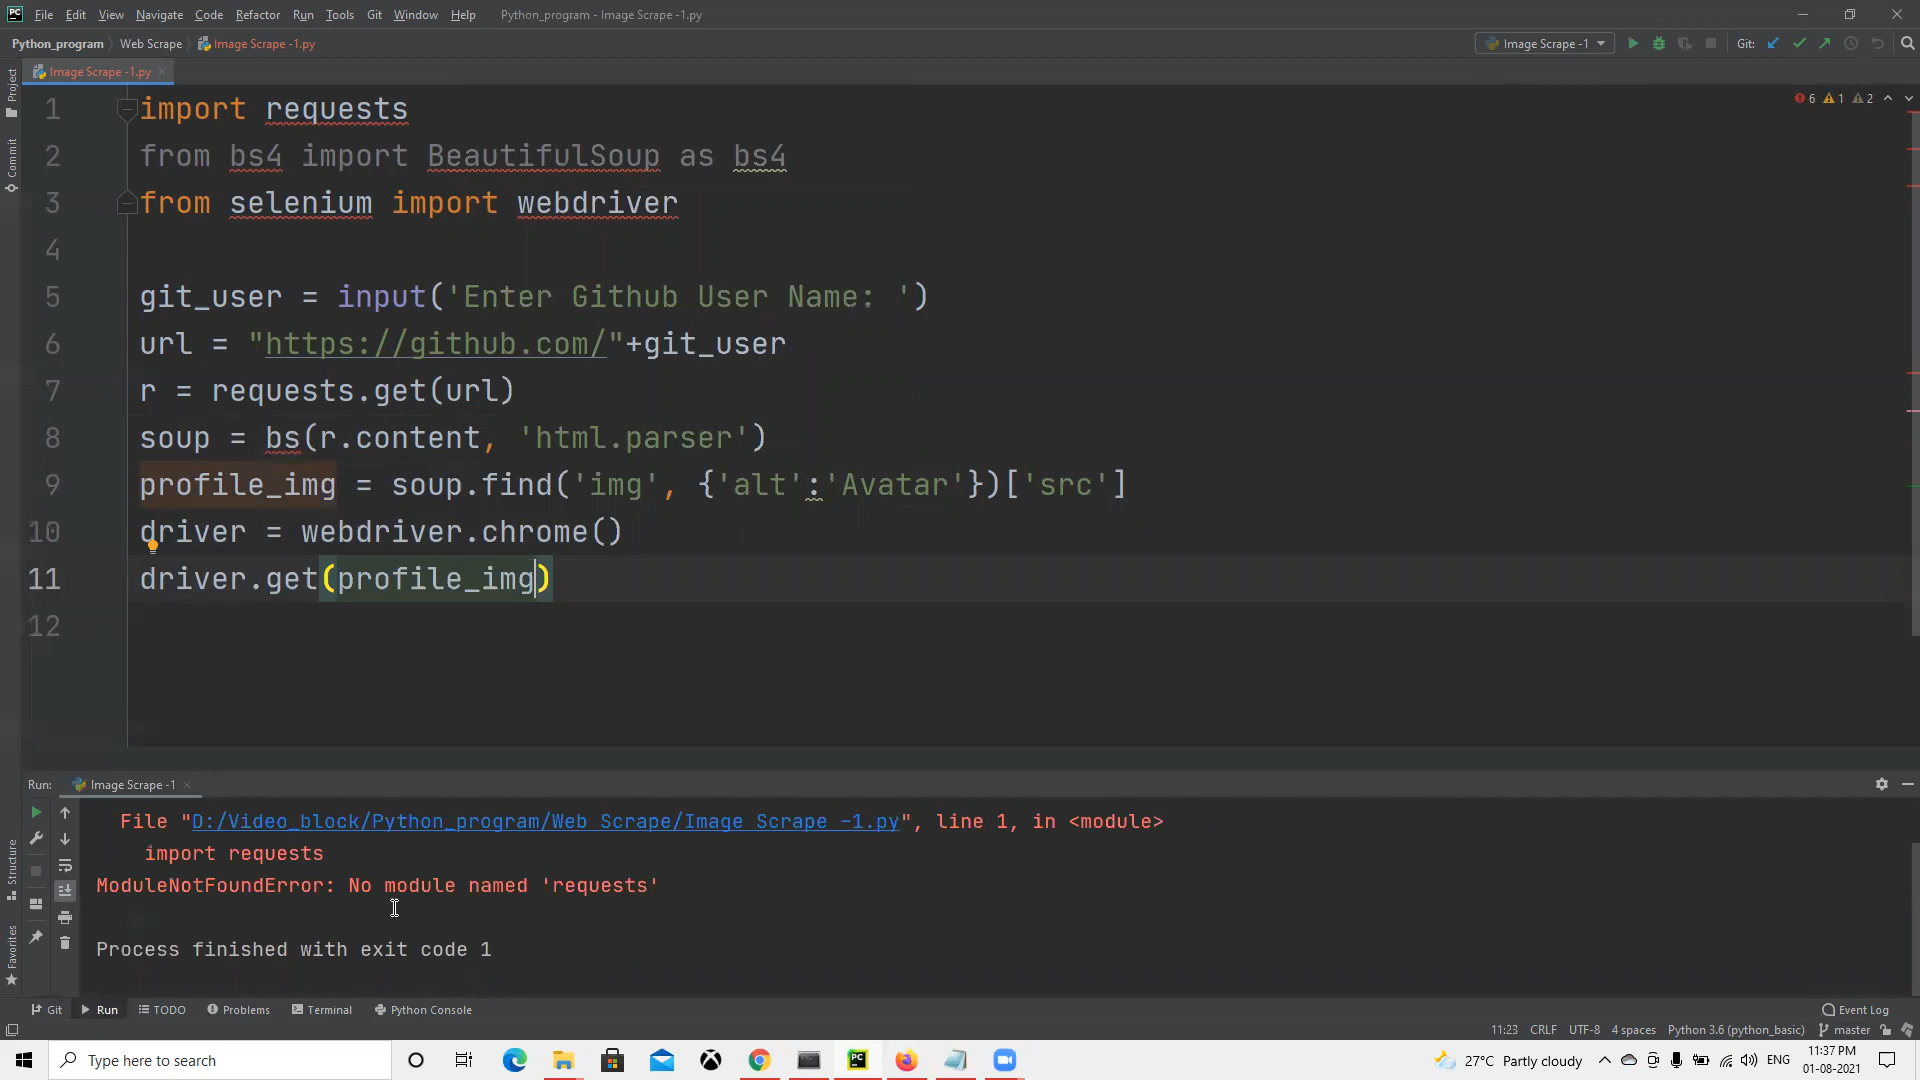 PC File Edit View Navigate Code Refactor Run Tools Git Window Help Python_program - Image Scrape -1.py
Python_program Web Scrape Image Scrape -1.py Image Scrape -1 Git:
Image Scrape -1.py
Project
Commit
6 1 2
1 import requests
2 from bs4 import BeautifulSoup as bs4
3 from selenium import webdriver
4
5 git_user = input('Enter Github User Name: ')
6 url = "https://github.com/"+git_user
7 r = requests.get(url)
8 soup = bs(r.content, 'html.parser')
9 profile_img = soup.find('img', {'alt':'Avatar'})['src']
10 driver = webdriver.chrome()
11 driver.get(profile_img)
12
Run: Image Scrape -1
File "D:/Video_block/Python_program/Web Scrape/Image Scrape -1.py", line 1, in <module>
import requests
ModuleNotFoundError: No module named 'requests'
Process finished with exit code 1
Structure
Favorites
Git Run TODO Problems Terminal Python Console Event Log
11:23 CRLF UTF-8 4 spaces Python 3.6 (python_basic) master
Type here to search PC 27°C Partly cloudy ENG 11:37 PM
01-08-2021